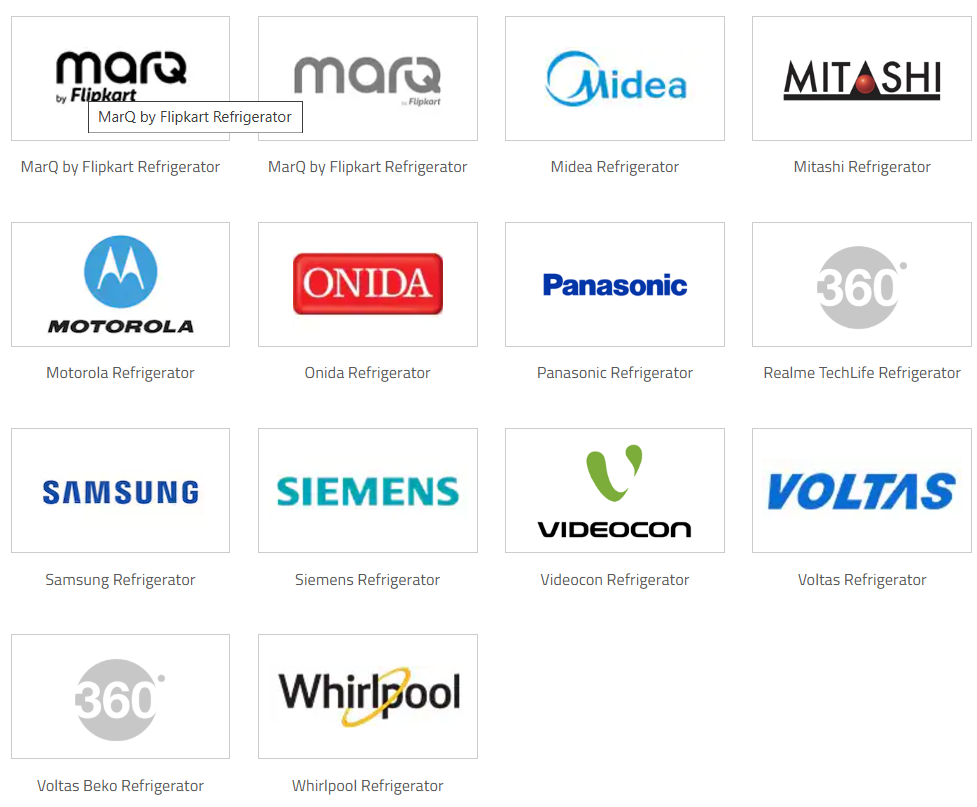 marQ
by Flipkart
MarQ by Flipkart Refrigerator
marQ
by Flipkart
Midea
MITASHI
MarQ by Flipkart Refrigerator
MarQ by Flipkart Refrigerator
Midea Refrigerator
Mitashi Refrigerator
MOTOROLA
ONIDA
Panasonic
360°
Motorola Refrigerator
Onida Refrigerator
Panasonic Refrigerator
Realme TechLife Refrigerator
SAMSUNG
SIEMENS
VIDEOCON
VOLTAS
Samsung Refrigerator
Siemens Refrigerator
Videocon Refrigerator
Voltas Refrigerator
360°
Whirlpool
Voltas Beko Refrigerator
Whirlpool Refrigerator